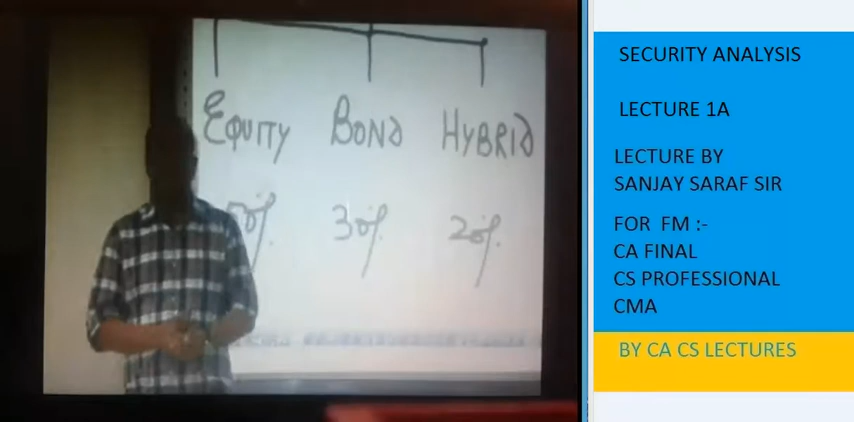 EQUITY BOND HYBRID
0% 30% 20%
SECURITY ANALYSIS
LECTURE 1A
LECTURE BY
SANJAY SARAF SIR
FOR FM :-
CA FINAL
CS PROFESSIONAL
CMA
BY CA CS LECTURES